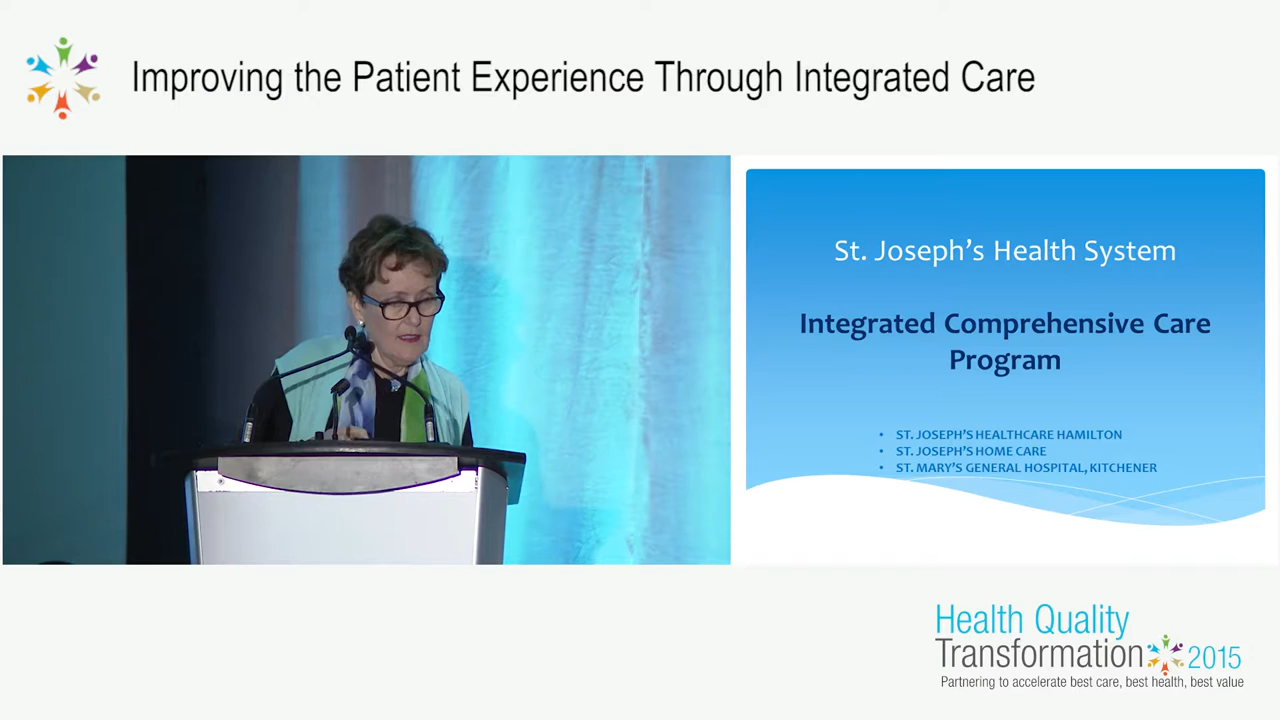 Improving the Patient Experience Through Integrated Care
St. Joseph’s Health System
Integrated Comprehensive Care
Program
• ST. JOSEPH’S HEALTHCARE HAMILTON
• ST. JOSEPH’S HOME CARE
• ST. MARY’S GENERAL HOSPITAL, KITCHENER
Health Quality
Transformation 2015
Partnering to accelerate best care, best health, best value